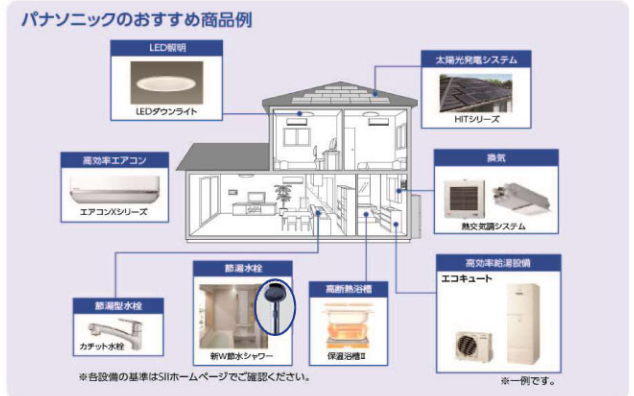 パナソニックのおすすめ商品例
LED照明
LEDダウンライト
太陽光発電システム
HITシリーズ
高効率エアコン
エアコンXシリーズ
換気
熱交気調システム
節湯型水栓
カチット水栓
節湯水栓
新W節水シャワー
高断熱浴槽
保温浴槽Ⅱ
高効率給湯設備
エコキュート
※各設備の基準はSIIホームページでご確認ください。
※一例です。